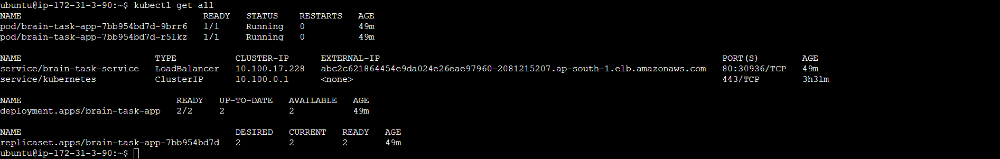 ubuntu@ip-172-31-3-90:~$ kubectl get all
NAME                                  READY   STATUS    RESTARTS   AGE
pod/brain-task-app-7bb954bd7d-9brr6   1/1     Running   0          49m
pod/brain-task-app-7bb954bd7d-r5lkz   1/1     Running   0          49m

NAME                         TYPE           CLUSTER-IP      EXTERNAL-IP                                                                PORT(S)        AGE
service/brain-task-service   LoadBalancer   10.100.17.228   abc2c621864454e9da024e26eae97960-2081215207.ap-south-1.elb.amazonaws.com   80:30936/TCP   49m
service/kubernetes           ClusterIP      10.100.0.1      <none>                                                                     443/TCP        3h31m

NAME                             READY   UP-TO-DATE   AVAILABLE   AGE
deployment.apps/brain-task-app   2/2     2            2           49m

NAME                                        DESIRED   CURRENT   READY   AGE
replicaset.apps/brain-task-app-7bb954bd7d   2         2         2       49m
ubuntu@ip-172-31-3-90:~$